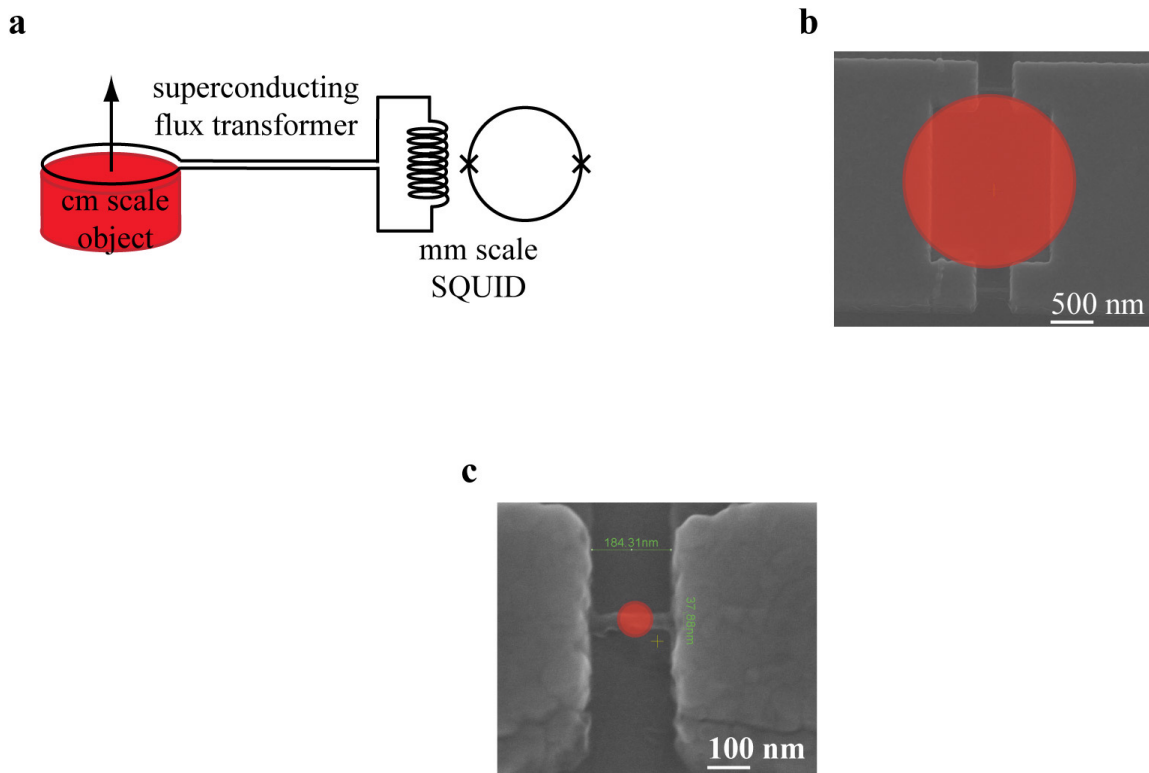 a
superconducting
flux transformer
cm scale
object
mm scale
SQUID
b
500 nm
c
184.31nm
37.88nm
100 nm